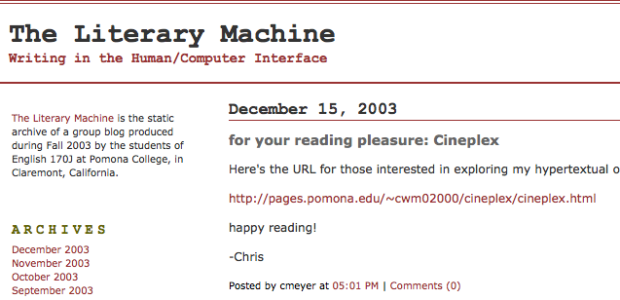 The Literary Machine
Writing in the Human/Computer Interface
The Literary Machine is the static
archive of a group blog produced
during Fall 2003 by the students of
English 170J at Pomona College, in
Claremont, California.
ARCHIVES
December 2003
November 2003
October 2003
September 2003
December 15, 2003
for your reading pleasure: Cineplex
Here's the URL for those interested in exploring my hypertextual o
http://pages.pomona.edu/~cwm02000/cineplex/cineplex.html
happy reading!
-Chris
Posted by cmeyer at 05:01 PM | Comments (0)